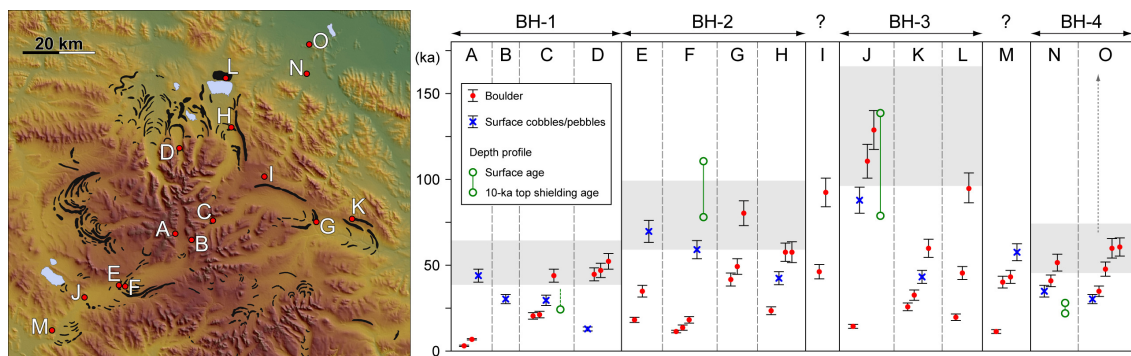 20 km
O
N
L
H
D
I
C
G
K
A
B
E
F
J
M
BH-1 BH-2 ? BH-3 ? BH-4
(ka) A B C D E F G H I J K L M N O
150
100
50
0
Boulder
Surface cobbles/pebbles
Depth profile
Surface age
10-ka top shielding age